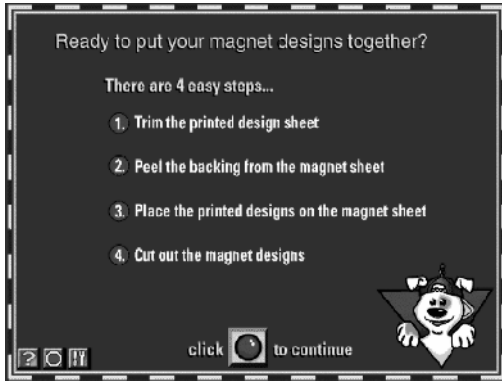 Ready to put your magnet designs together?
There are 4 easy steps...
1. Trim the printed design sheet
2. Peel the backing from the magnet sheet
3. Place the printed designs on the magnet sheet
4. Cut out the magnet designs
click to continue
?